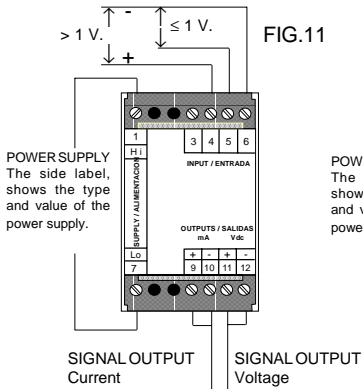 -
> 1 V.
≤ 1 V.
+
FIG.11
1
3 4 5 6
Hi
INPUT / ENTRADA
SUPPLY / ALIMENTACION
POWER SUPPLY
The side label,
shows the type
and value of the
power supply.
POW
The
show
and v
powe
OUTPUTS / SALIDAS
mA Vdc
Lo
+ - + -
7
9 10 11 12
SIGNAL OUTPUT
Current
SIGNAL OUTPUT
Voltage